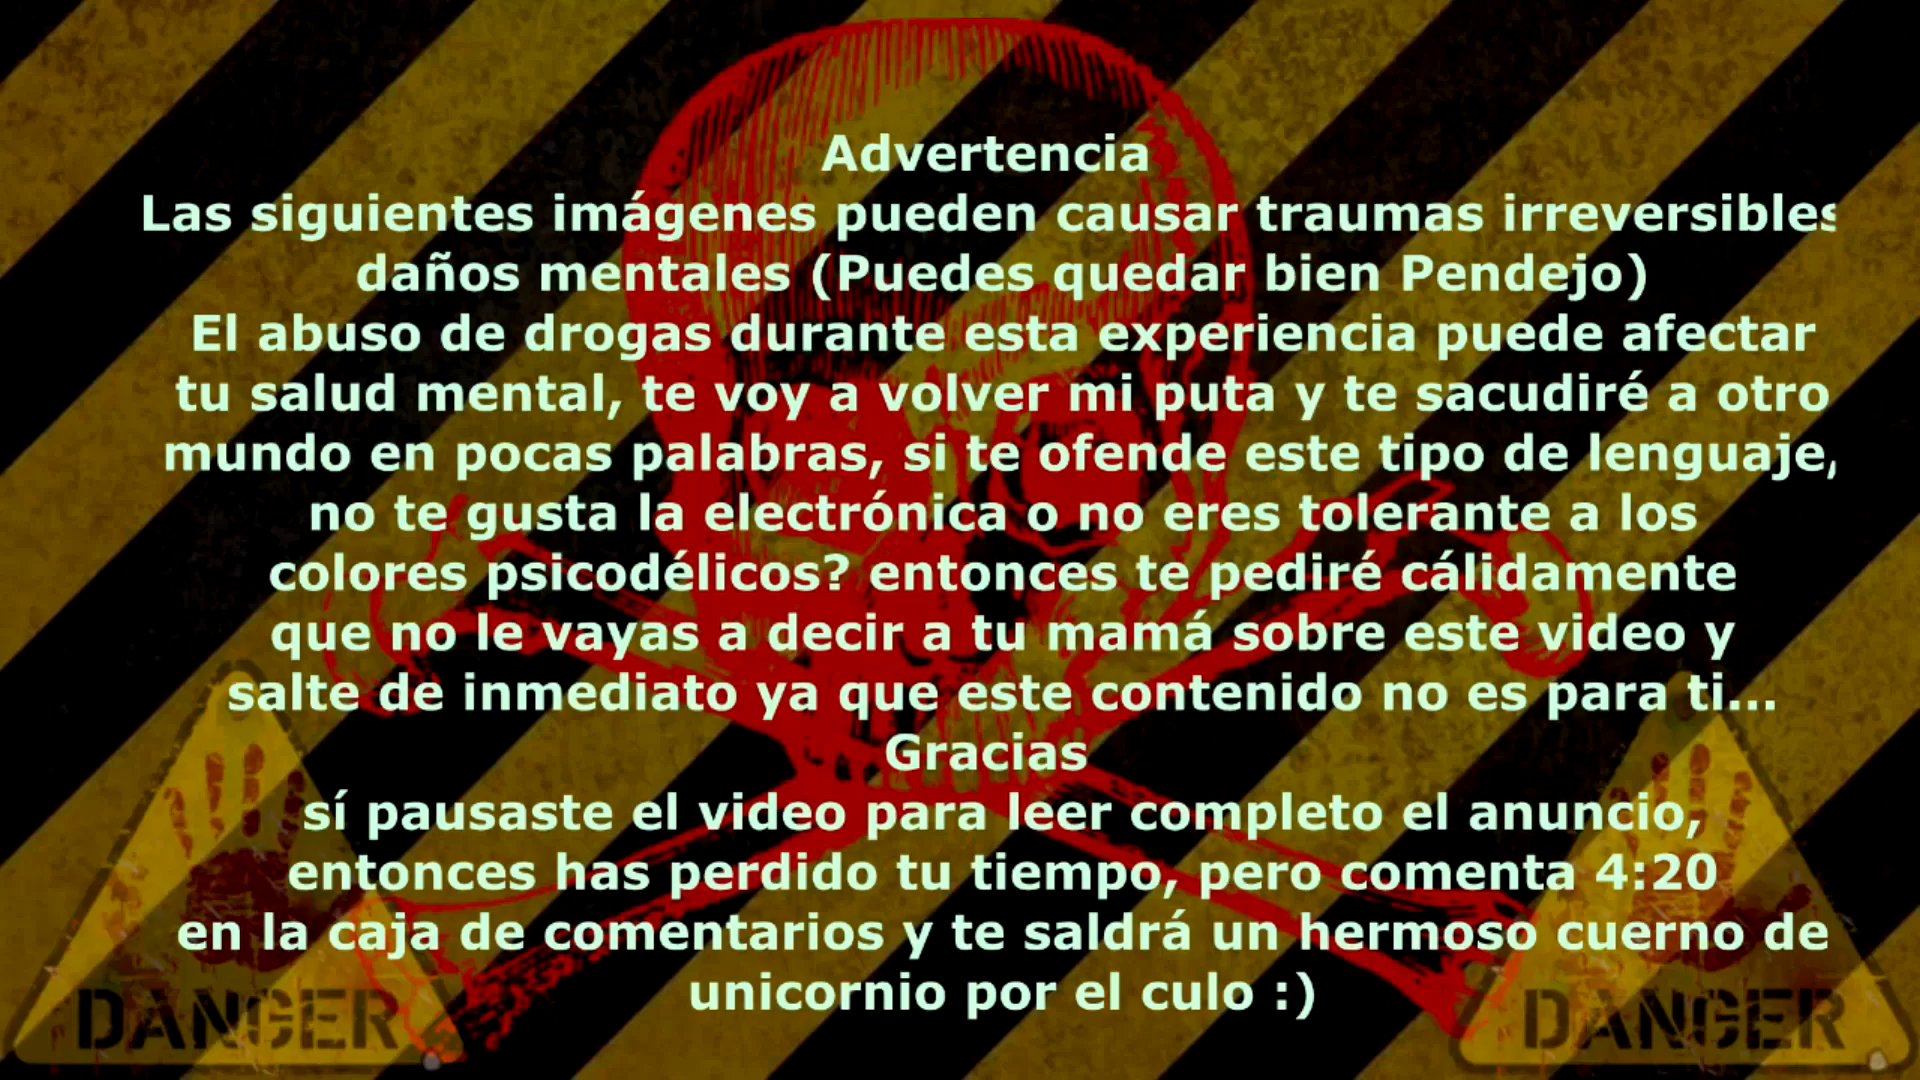 Advertencia
Las siguientes imágenes pueden causar traumas irreversibles
daños mentales (Puedes quedar bien Pendejo)
El abuso de drogas durante esta experiencia puede afectar
tu salud mental, te voy a volver mi puta y te sacudiré a otro
mundo en pocas palabras, si te ofende este tipo de lenguaje,
no te gusta la electrónica o no eres tolerante a los
colores psicodélicos? entonces te pediré cálidamente
que no le vayas a decir a tu mamá sobre este video y
salte de inmediato ya que este contenido no es para ti...
Gracias
sí pausaste el video para leer completo el anuncio,
entonces has perdido tu tiempo, pero comenta 4:20
en la caja de comentarios y te saldrá un hermoso cuerno de
unicornio por el culo :)
DANGER
DANGER